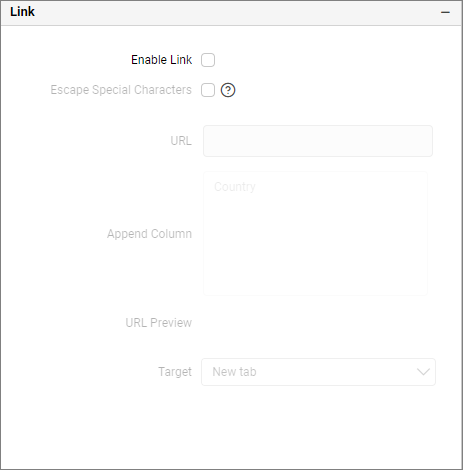 Link
Enable Link
Escape Special Characters
URL
Country
Append Column
URL Preview
Target New tab